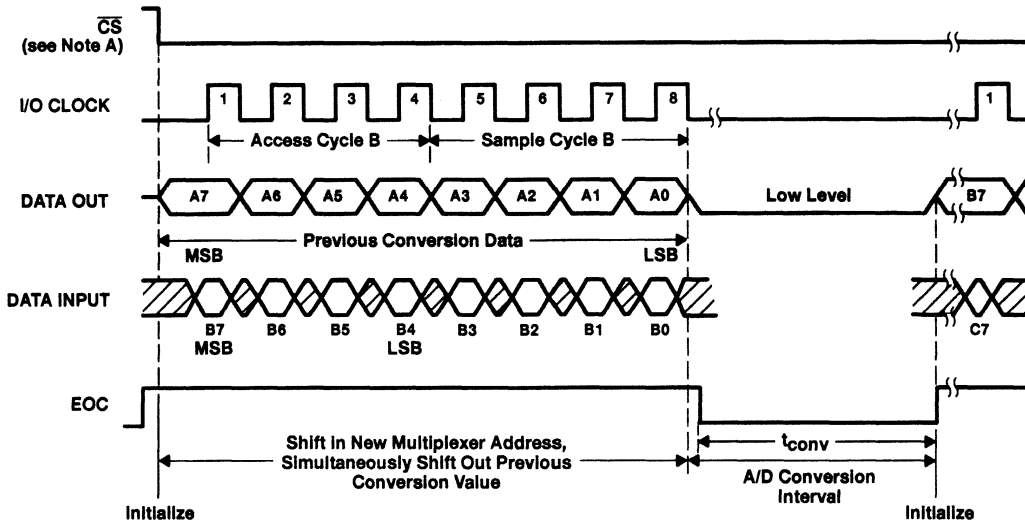 CS
(see Note A)
I/O CLOCK
1 2 3 4 5 6 7 8 1
Access Cycle B Sample Cycle B
DATA OUT
A7 A6 A5 A4 A3 A2 A1 A0 Low Level B7
Previous Conversion Data
MSB LSB
DATA INPUT
B7 B6 B5 B4 B3 B2 B1 B0 C7
MSB LSB
EOC
Shift in New Multiplexer Address,
Simultaneously Shift Out Previous
Conversion Value
tconv
A/D Conversion
Interval
Initialize Initialize